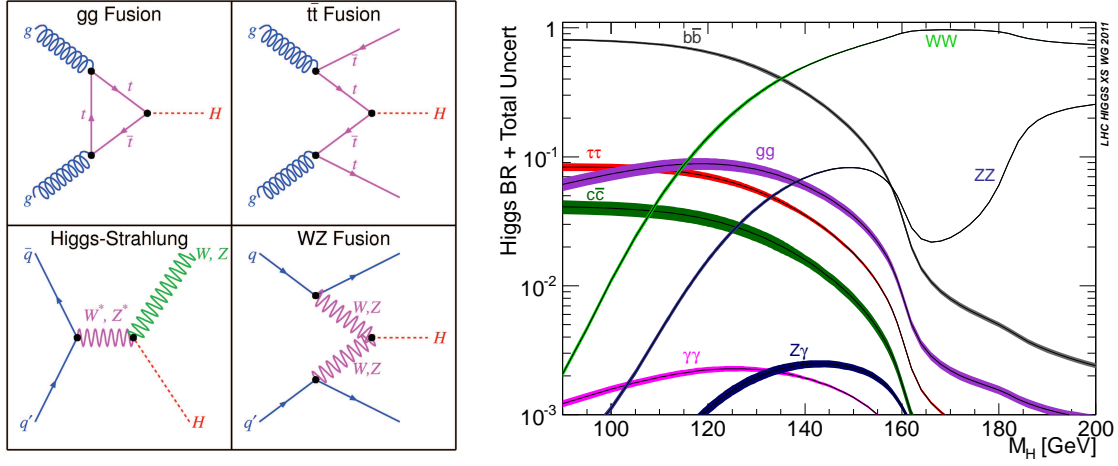 gg Fusion
g
g
t
t
t̄
H
tt̄ Fusion
g
g
t̄
t
t̄
t
H
Higgs-Strahlung
q̄
q'
W*, Z*
W, Z
H
WZ Fusion
q
q'
W,Z
W,Z
H
Higgs BR + Total Uncert
1
10⁻¹
10⁻²
10⁻³
bb̄
WW
ττ
gg
cc̄
ZZ
γγ
Zγ
100
120
140
160
180
200
M_H [GeV]
LHC HIGGS XS WG 2011